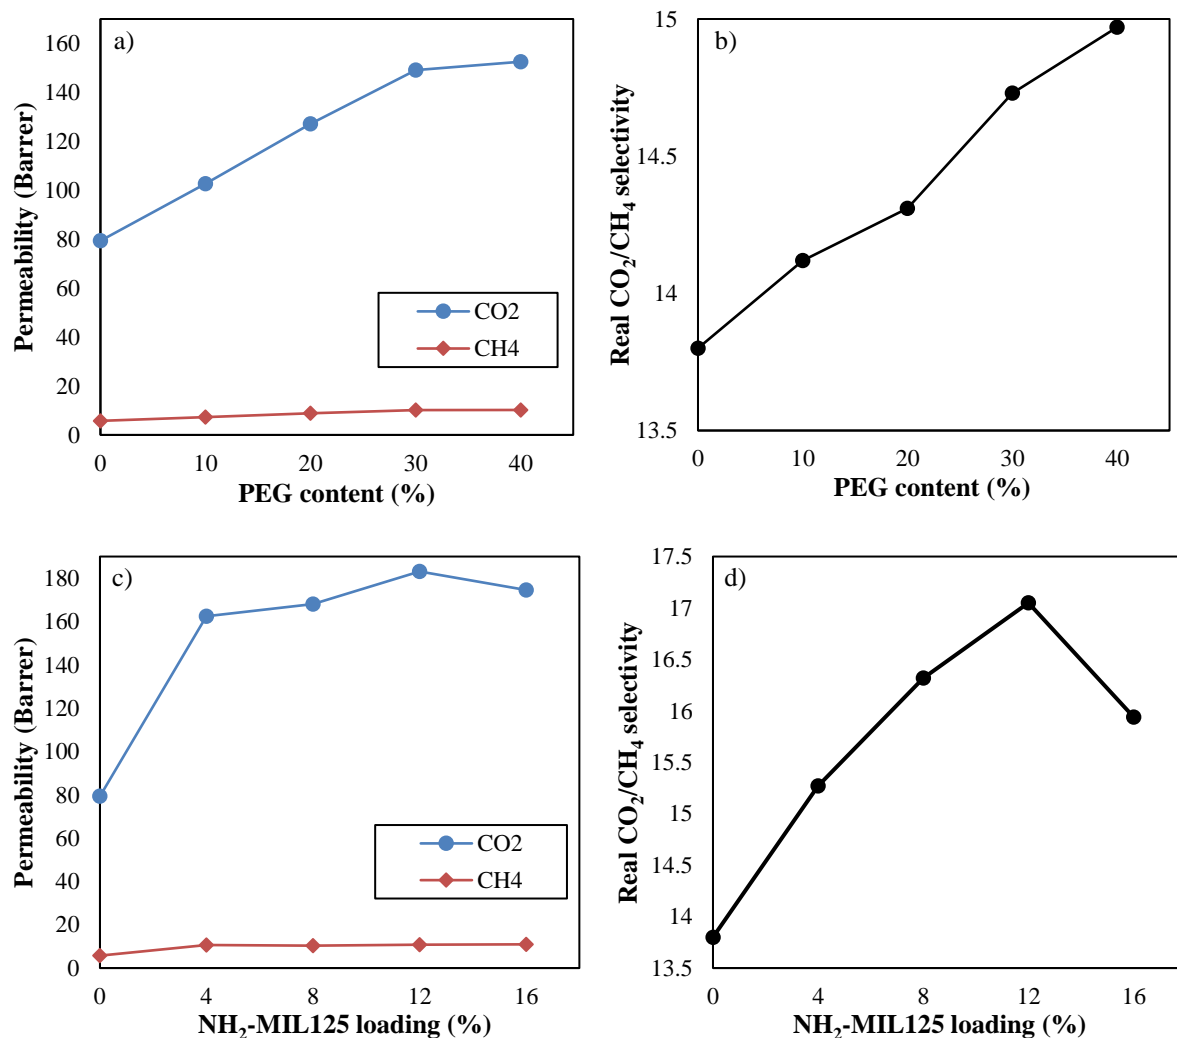 a)
160
140
120
100
80
60
40
20
0
Permeability (Barrer)
CO2
CH4
0 10 20 30 40
PEG content (%)
b)
15
14.5
14
13.5
Real CO₂/CH₄ selectivity
0 10 20 30 40
PEG content (%)
c)
180
160
140
120
100
80
60
40
20
0
Permeability (Barrer)
CO2
CH4
0 4 8 12 16
NH₂-MIL125 loading (%)
d)
17.5
17
16.5
16
15.5
15
14.5
14
13.5
Real CO₂/CH₄ selectivity
0 4 8 12 16
NH₂-MIL125 loading (%)